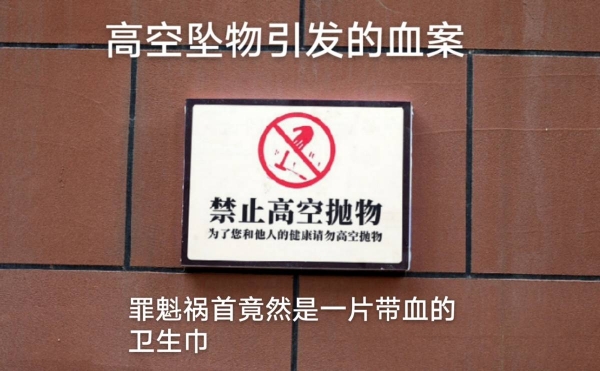 高空坠物引发的血案
禁止高空抛物
为了您和他人的健康请勿高空抛物
罪魁祸首竟然是一片带血的
卫生巾